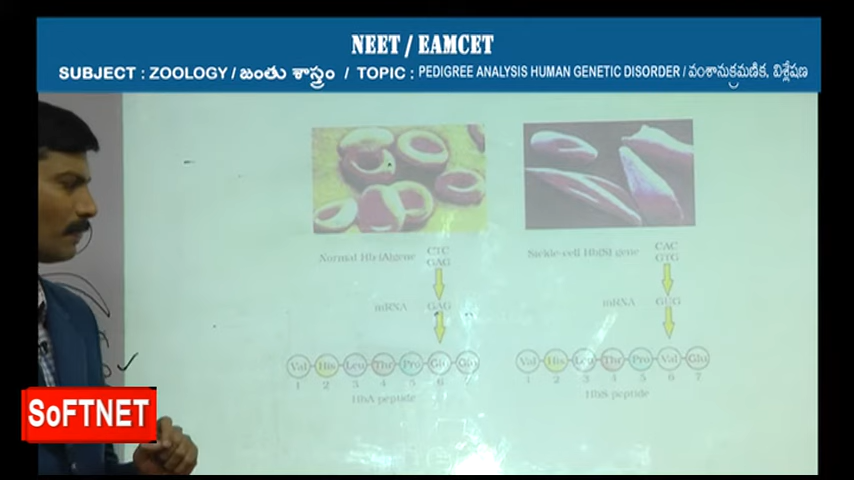 NEET / EAMCET
SUBJECT : ZOOLOGY / జంతు శాస్త్రం / TOPIC : PEDIGREE ANALYSIS HUMAN GENETIC DISORDER / వంశానుక్రమణిక, విశ్లేషణ
Normal Hb (A) gene
CTC
GAG
Sickle-cell Hb(S) gene
CAC
GTG
mRNA GAG
mRNA GUG
Val His Leu Thr Pro Glu Glu
1 2 3 4 5 6
HbA peptide
Val His Leu Thr Pro Val Glu
1 2 3 4 5 6 7
HbS peptide
SoFTNET